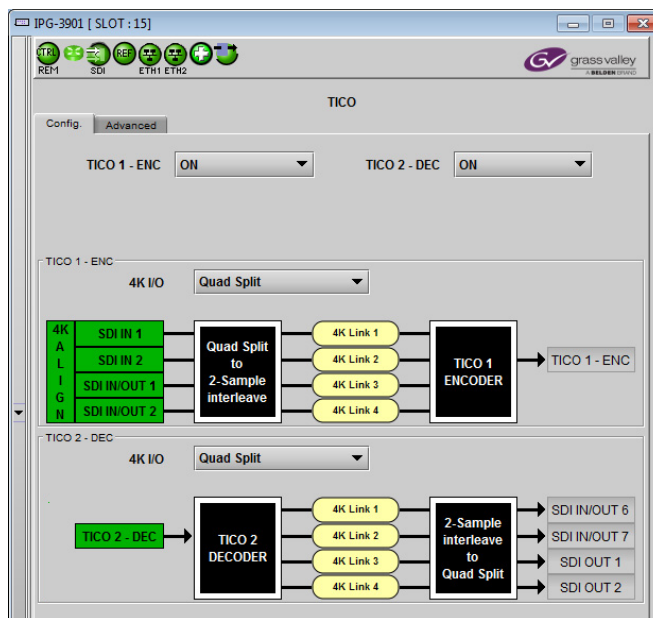 IPG-3901 [ SLOT : 15]
CTRL
REF
REM
SDI
ETH1 ETH2
GV
grass valley
A BELDEN BRAND
TICO
Config.
Advanced
TICO 1 - ENC
ON
TICO 2 - DEC
ON
TICO 1 - ENC
4K I/O
Quad Split
4K
A
L
I
G
N
SDI IN 1
SDI IN 2
SDI IN/OUT 1
SDI IN/OUT 2
Quad Split
to
2-Sample
interleave
4K Link 1
4K Link 2
4K Link 3
4K Link 4
TICO 1
ENCODER
TICO 1 - ENC
TICO 2 - DEC
4K I/O
Quad Split
TICO 2 - DEC
TICO 2
DECODER
4K Link 1
4K Link 2
4K Link 3
4K Link 4
2-Sample
interleave
to
Quad Split
SDI IN/OUT 6
SDI IN/OUT 7
SDI OUT 1
SDI OUT 2